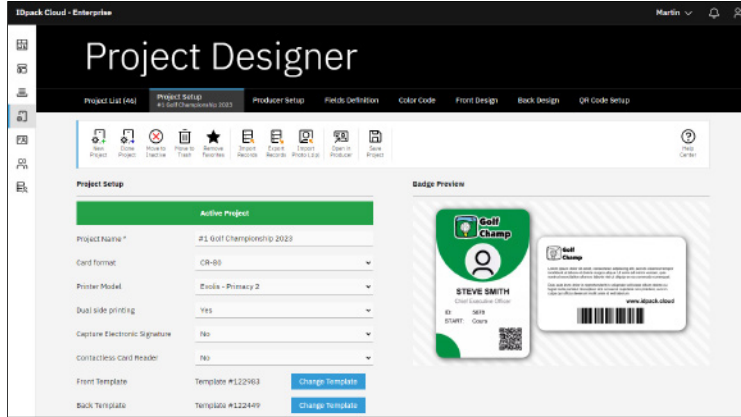 IDpack Cloud - Enterprise
Martin
Project Designer
Project List (46)
Project Setup
#1 Golf Championship 2023
Producer Setup
Fields Definition
Color Code
Front Design
Back Design
QR Code Setup
New Project
Clone Project
Move to Inactive
Move to Trash
Remove Favorites
Import Records
Export Records
Import Photo Lists
Open in Producer
Save Project
Help Center
Project Setup
Badge Preview
Active Project
Project Name *
#1 Golf Championship 2023
Card format
CR-80
Printer Model
Evolis - Primacy 2
Dual side printing
Yes
Capture Electronic Signature
No
Contactless Card Reader
No
Front Template
Template #122983
Change Template
Back Template
Template #122449
Change Template
Golf
Champ
STEVE SMITH
Chief Executive Officer
ID: 5878
START: Cours
Golf
Champ
www.idpack.cloud